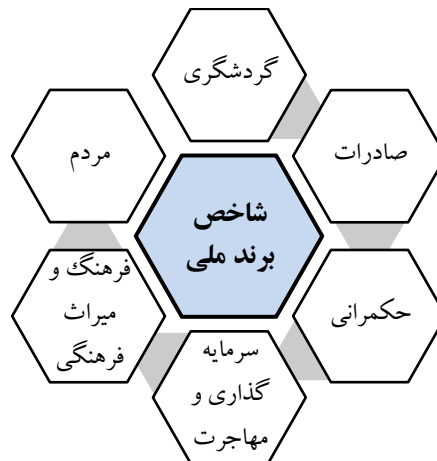 گردشگری
صادرات
مردم
شاخص
برند ملی
حکمرانی
فرهنگ و
میراث
فرهنگی
سرمایه
گذاری و
مهاجرت